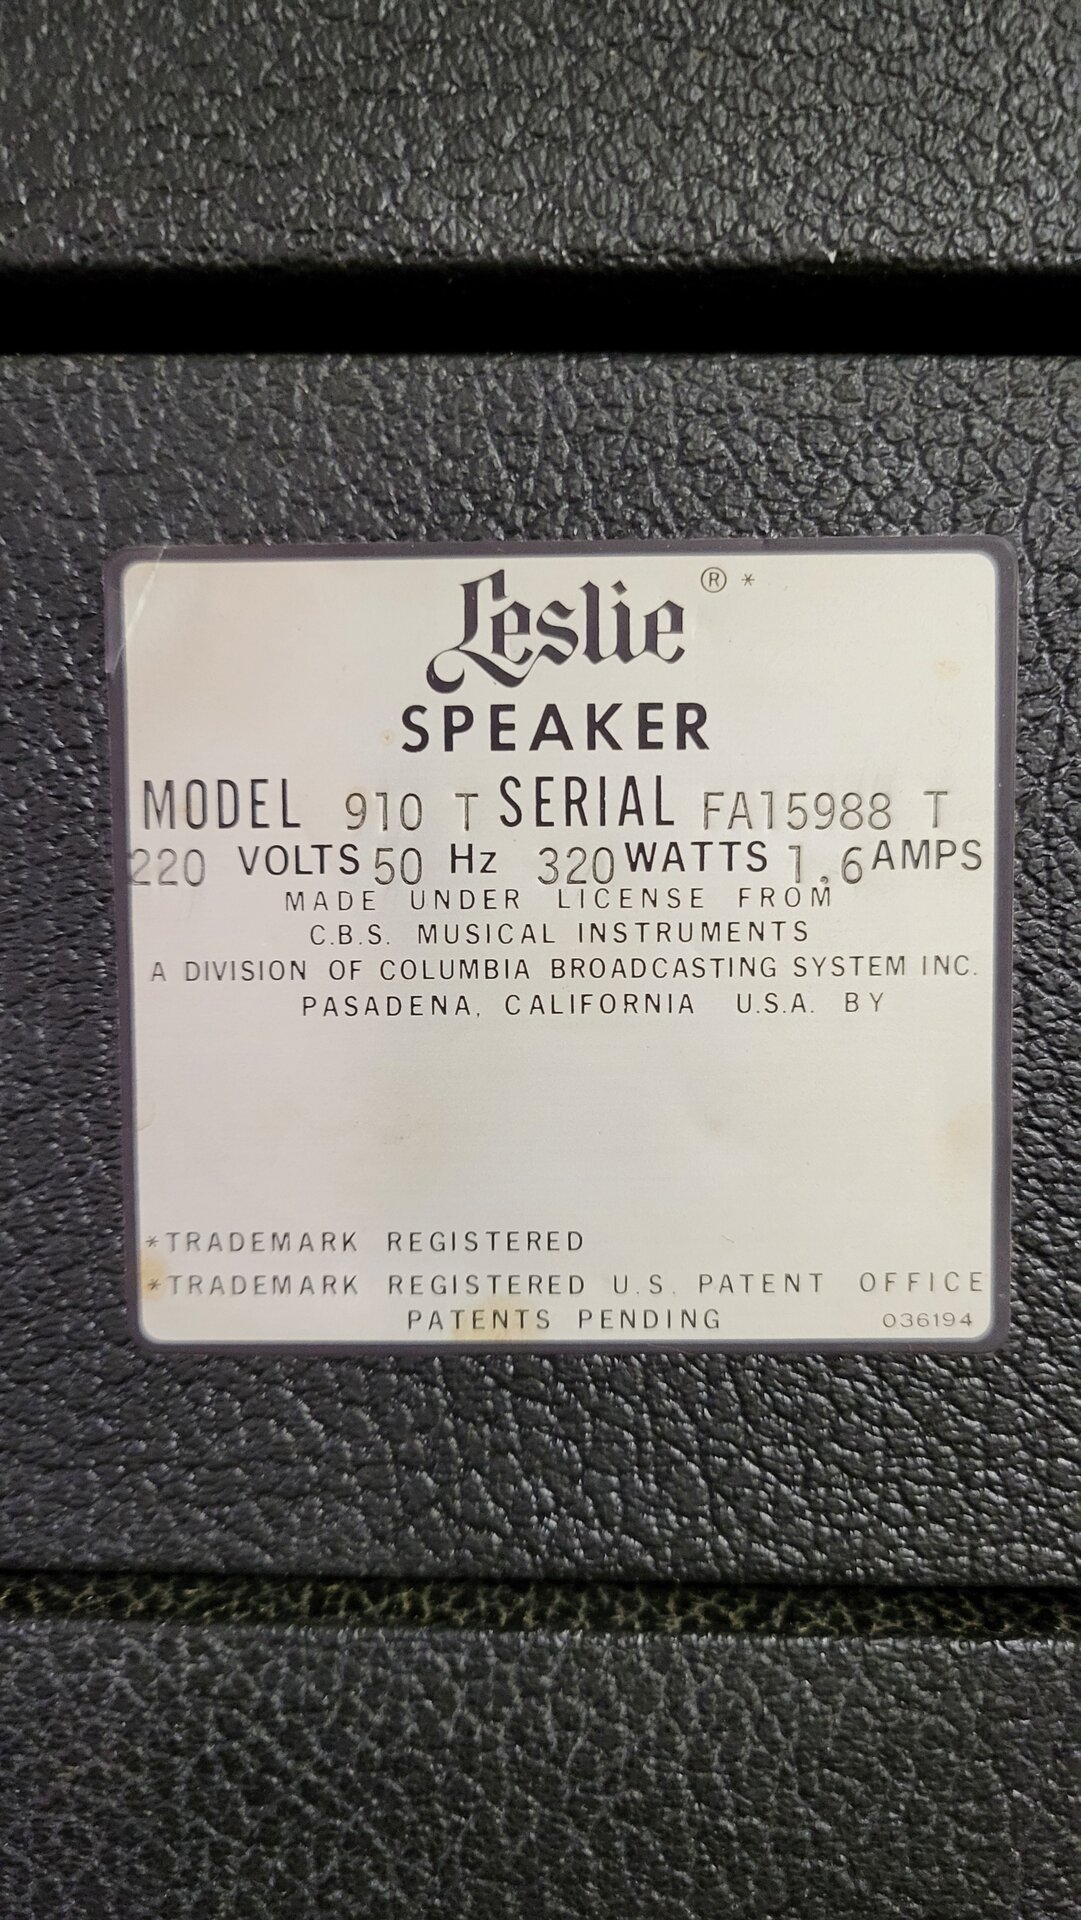 Leslie ® *
SPEAKER
MODEL 910 T SERIAL FA15988 T
220 VOLTS 50 Hz 320 WATTS 1,6 AMPS
MADE UNDER LICENSE FROM
C.B.S. MUSICAL INSTRUMENTS
A DIVISION OF COLUMBIA BROADCASTING SYSTEM INC.
PASADENA, CALIFORNIA U.S.A. BY
*TRADEMARK REGISTERED
*TRADEMARK REGISTERED U.S. PATENT OFFICE
PATENTS PENDING 036194